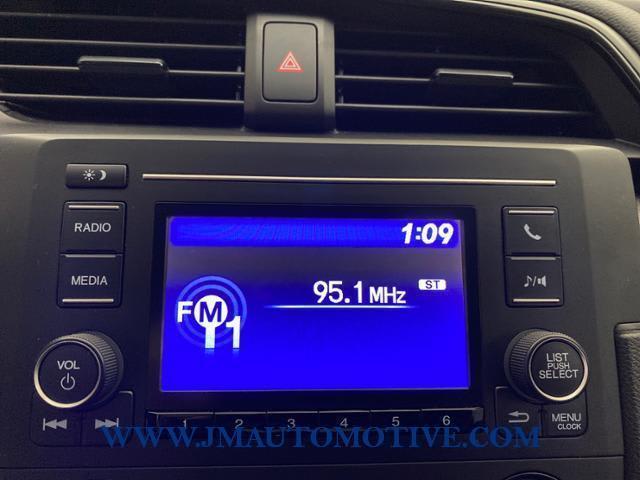 1:09
RADIO
MEDIA
95.1 MHz
ST
FM1
VOL
LIST
PUSH
SELECT
1 2 3 4 5 6
MENU
CLOCK
WWW.JMAUTOMOTIVE.COM